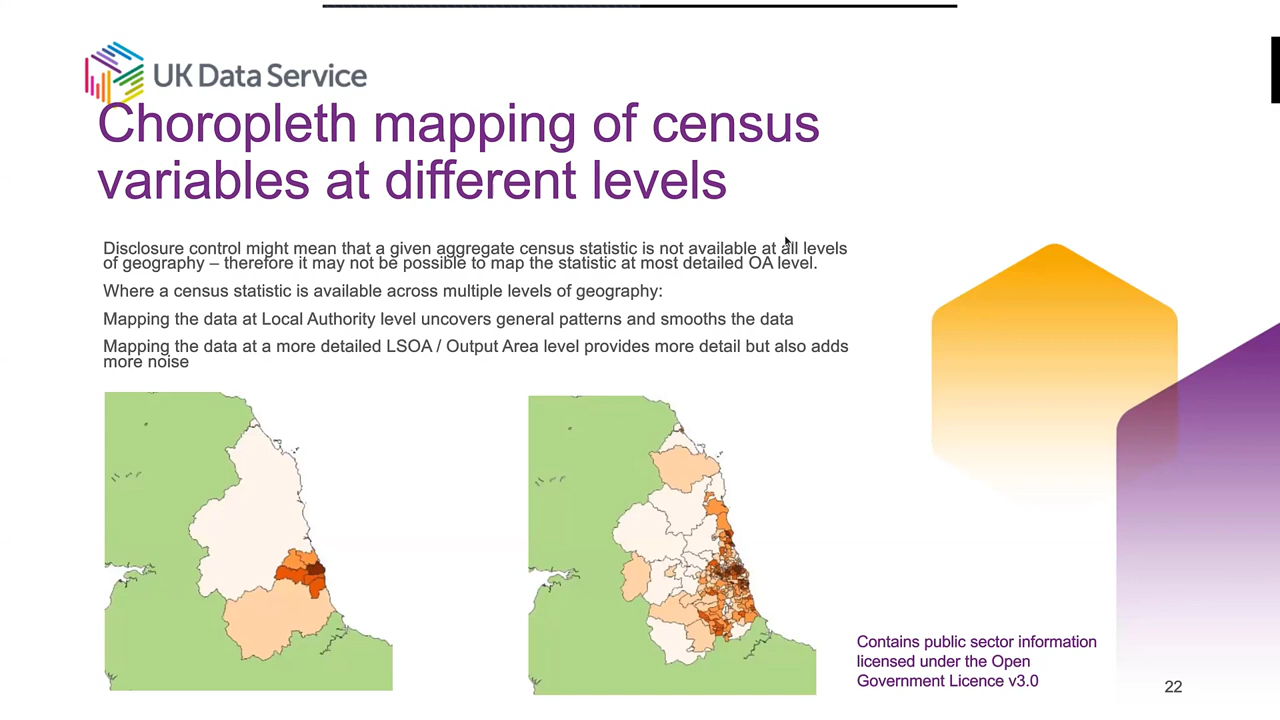 UK Data Service
Choropleth mapping of census
variables at different levels
Disclosure control might mean that a given aggregate census statistic is not available at all levels
of geography – therefore it may not be possible to map the statistic at most detailed OA level.
Where a census statistic is available across multiple levels of geography:
Mapping the data at Local Authority level uncovers general patterns and smooths the data
Mapping the data at a more detailed LSOA / Output Area level provides more detail but also adds
more noise
Contains public sector information
licensed under the Open
Government Licence v3.0
22